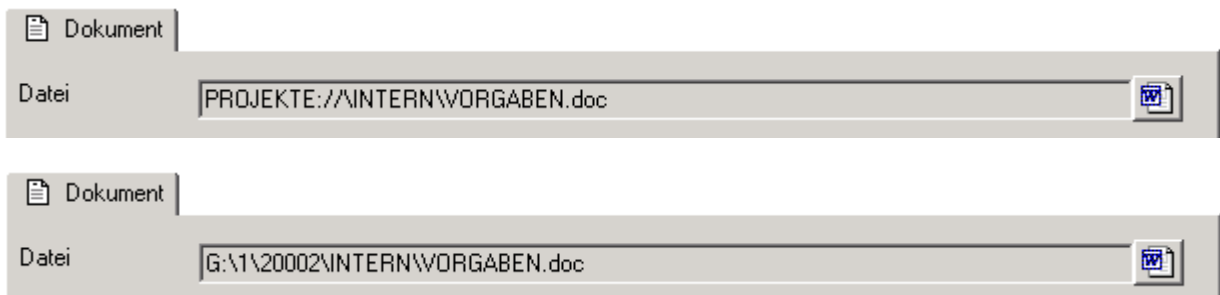 Dokument
Datei PROJEKTE://\INTERN\VORGABEN.doc
Dokument
Datei G:\1\20002\INTERN\VORGABEN.doc